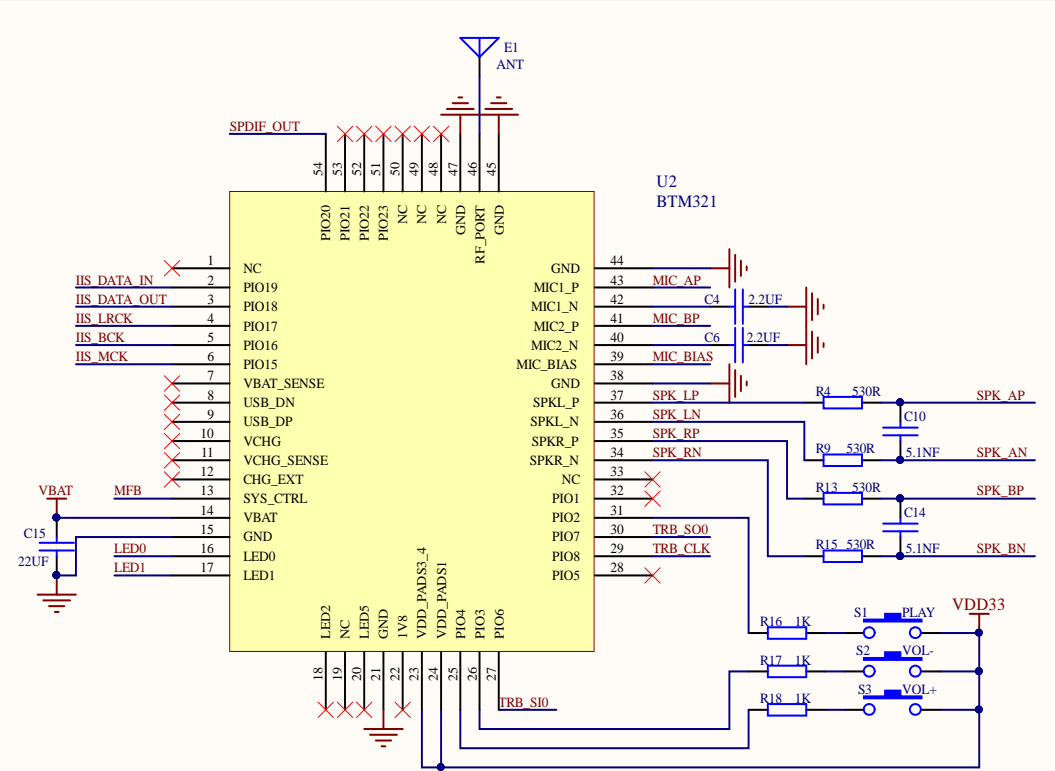 E1
ANT
SPDIF_OUT
54
53
52
51
50
49
48
47
46
45
U2
BTM321
PIO20
PIO21
PIO22
PIO23
NC
NC
NC
GND
RF_PORT
GND
1 NC
IIS_DATA_IN 2 PIO19
IIS_DATA_OUT 3 PIO18
IIS_LRCK 4 PIO17
IIS_BCK 5 PIO16
IIS_MCK 6 PIO15
7 VBAT_SENSE
8 USB_DN
9 USB_DP
10 VCHG
11 VCHG_SENSE
12 CHG_EXT
VBAT MFB 13 SYS_CTRL
14 VBAT
C15 15 GND
22UF LED0 16 LED0
LED1 17 LED1
GND 44
MIC1_P 43 MIC_AP
MIC1_N 42 C4 2.2UF
MIC2_P 41 MIC_BP
MIC2_N 40 C6 2.2UF
MIC_BIAS 39 MIC_BIAS
GND 38
SPKL_P 37 SPK_LP R4 530R SPK_AP
SPKL_N 36 SPK_LN C10
SPKR_P 35 SPK_RP
SPKR_N 34 SPK_RN R9 530R 5.1NF SPK_AN
NC 33
PIO1 32 R13 530R SPK_BP
PIO2 31 C14
PIO7 30 TRB_SO0
PIO8 29 TRB_CLK R15 530R 5.1NF SPK_BN
PIO5 28
LED2
NC
LED5
GND
1V8
VDD_PADS3_4
VDD_PADS1
PIO4
PIO3
PIO6
18
19
20
21
22
23
24
25
26
27
TRB_SI0
VDD33
R16 1K S1 PLAY
R17 1K S2 VOL-
R18 1K S3 VOL+